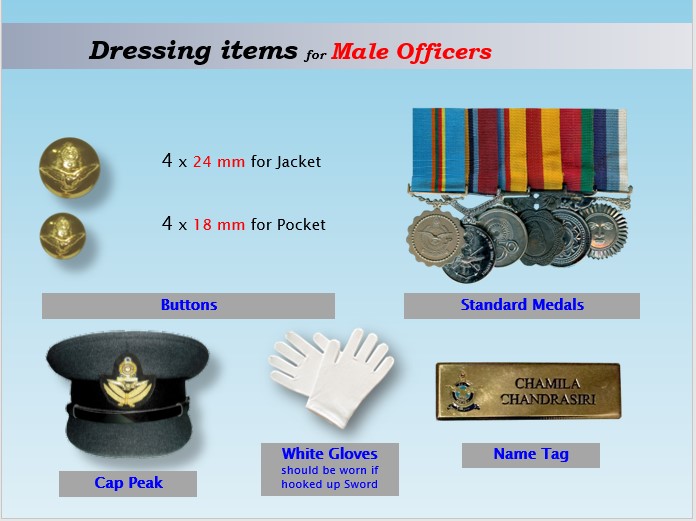 Dressing items for Male Officers
4 x 24 mm for Jacket
4 x 18 mm for Pocket
Buttons
Standard Medals
CHAMILA
CHANDRASIRI
White Gloves
should be worn if
hooked up Sword
Name Tag
Cap Peak